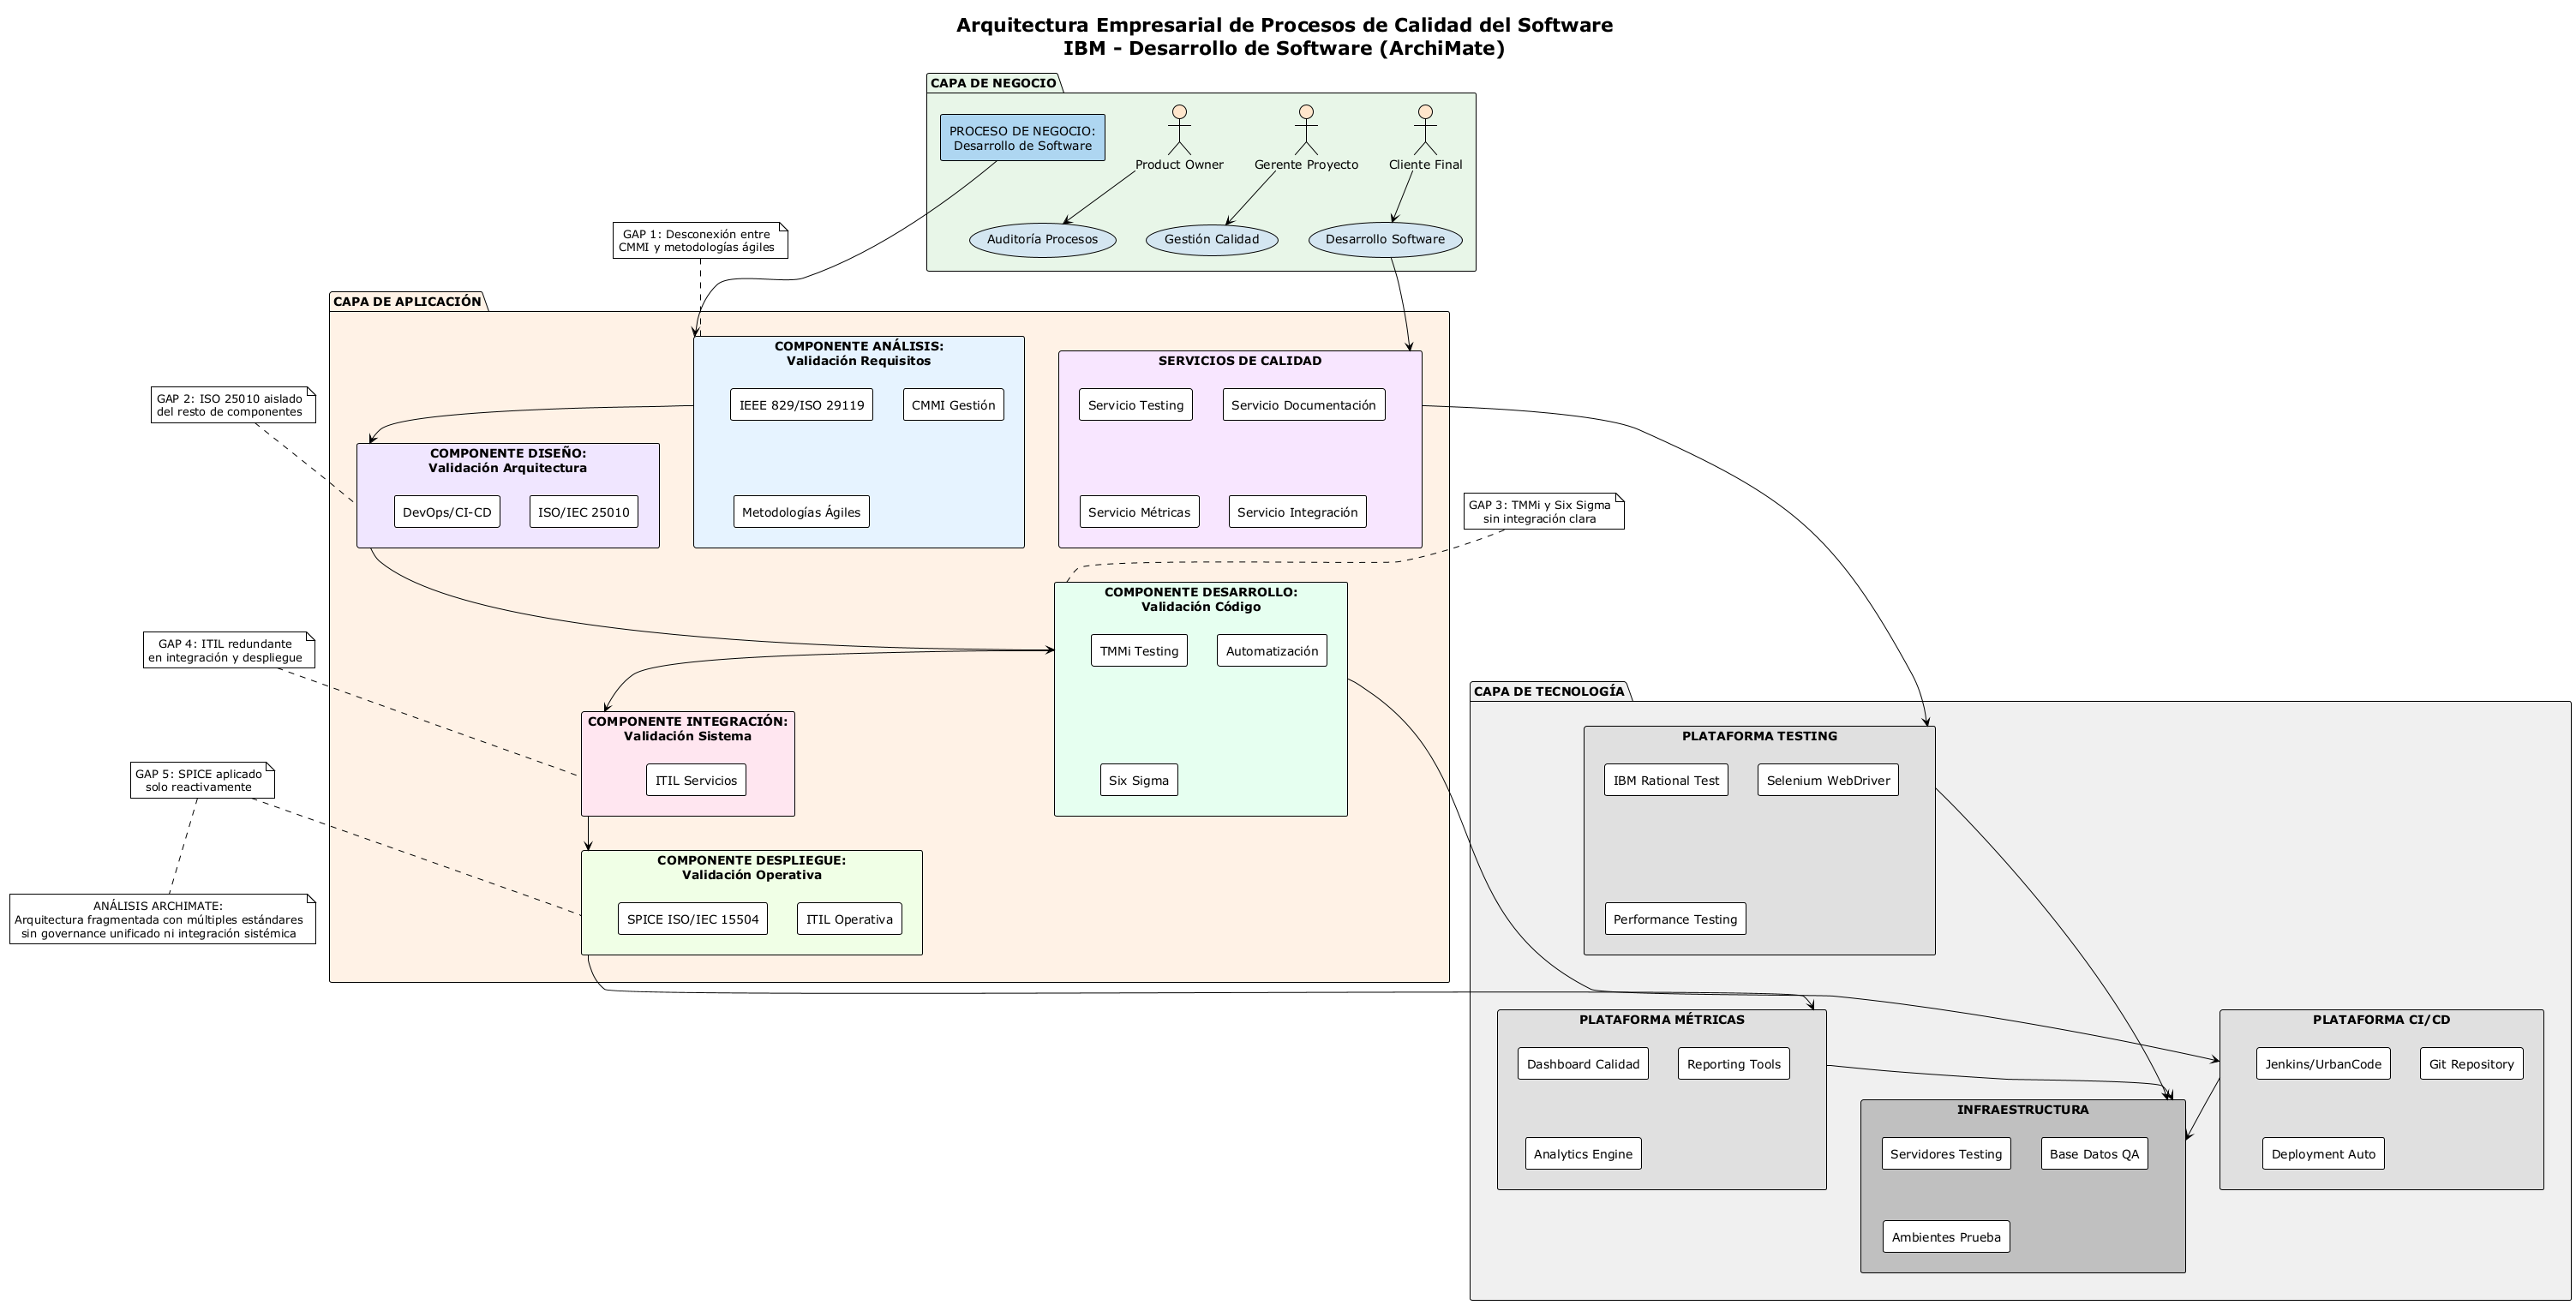 Arquitectura Empresarial de Procesos de Calidad del Software
IBM - Desarrollo de Software (ArchiMate)
CAPA DE NEGOCIO
PROCESO DE NEGOCIO:
Desarrollo de Software
Product Owner
Gerente Proyecto
Cliente Final
Auditoría Procesos
Gestión Calidad
Desarrollo Software
GAP 1: Desconexión entre
CMMI y metodologías ágiles
CAPA DE APLICACIÓN
COMPONENTE ANÁLISIS:
Validación Requisitos
IEEE 829/ISO 29119
CMMI Gestión
Metodologías Ágiles
SERVICIOS DE CALIDAD
Servicio Testing
Servicio Documentación
Servicio Métricas
Servicio Integración
GAP 2: ISO 25010 aislado
del resto de componentes
COMPONENTE DISEÑO:
Validación Arquitectura
DevOps/CI-CD
ISO/IEC 25010
GAP 3: TMMi y Six Sigma
sin integración clara
COMPONENTE DESARROLLO:
Validación Código
TMMi Testing
Automatización
Six Sigma
GAP 4: ITIL redundante
en integración y despliegue
COMPONENTE INTEGRACIÓN:
Validación Sistema
ITIL Servicios
GAP 5: SPICE aplicado
solo reactivamente
COMPONENTE DESPLIEGUE:
Validación Operativa
SPICE ISO/IEC 15504
ITIL Operativa
ANÁLISIS ARCHIMATE:
Arquitectura fragmentada con múltiples estándares
sin governance unificado ni integración sistémica
CAPA DE TECNOLOGÍA
PLATAFORMA TESTING
IBM Rational Test
Selenium WebDriver
Performance Testing
PLATAFORMA MÉTRICAS
Dashboard Calidad
Reporting Tools
Analytics Engine
PLATAFORMA CI/CD
Jenkins/UrbanCode
Git Repository
Deployment Auto
INFRAESTRUCTURA
Servidores Testing
Base Datos QA
Ambientes Prueba